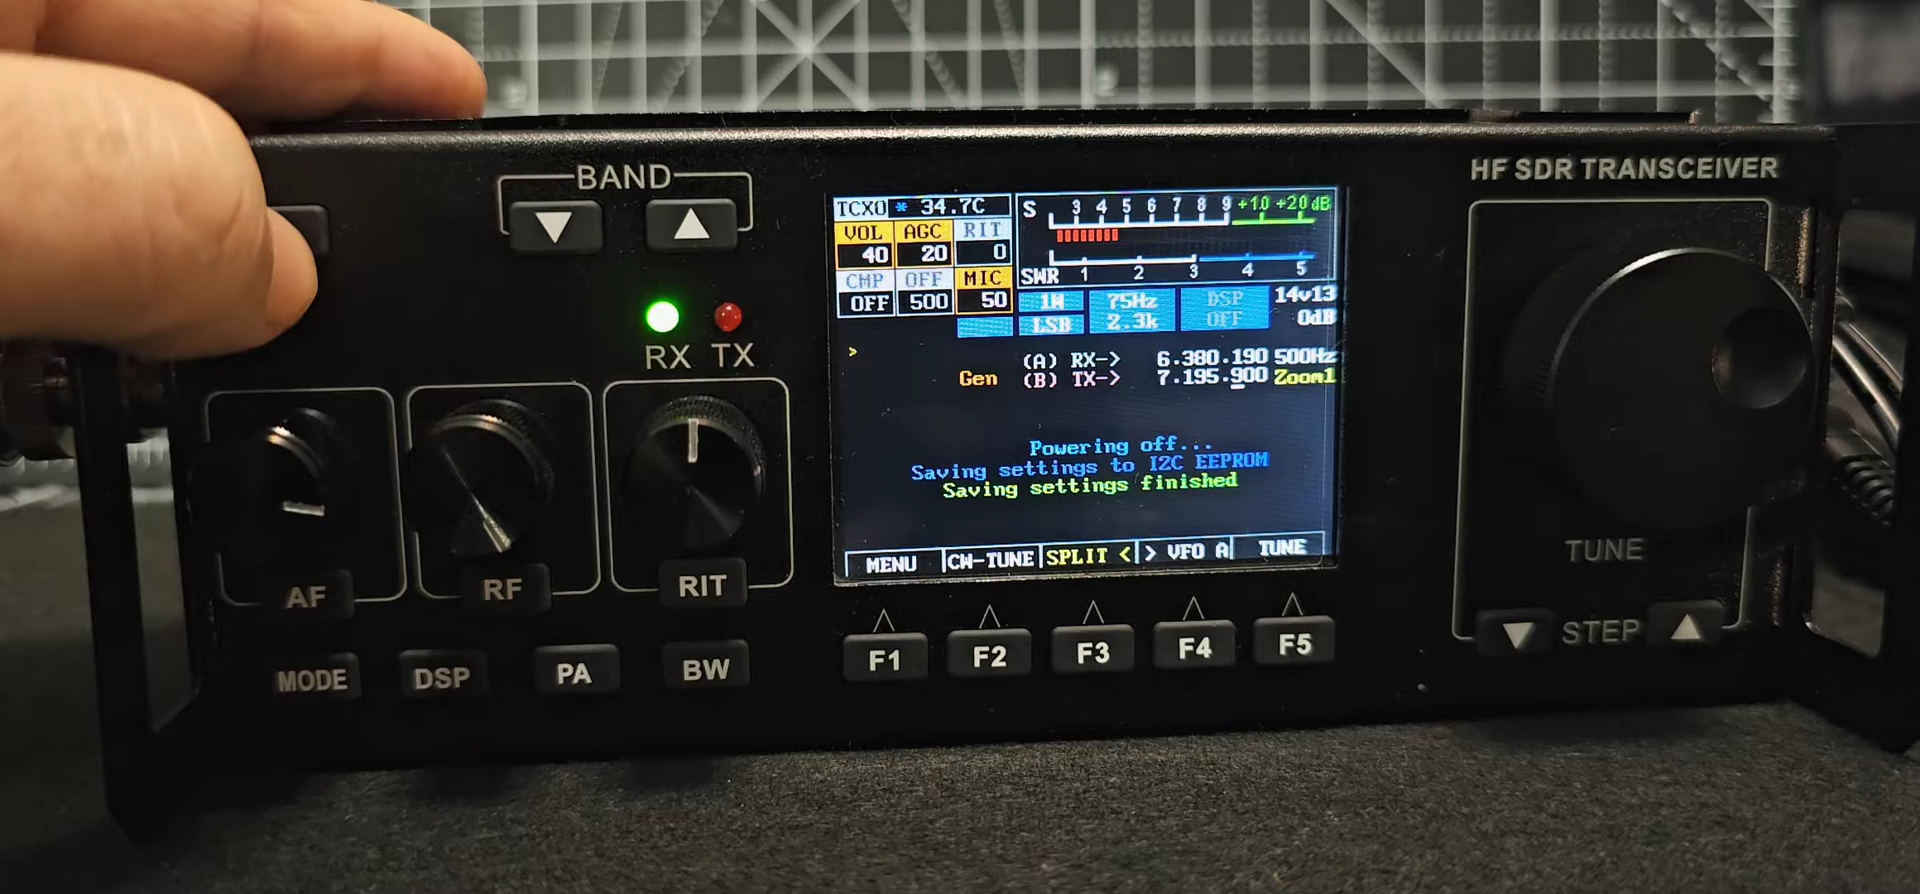 BAND
HF SDR TRANSCEIVER
TCXO * 34.7C
VOL AGC RIT
40 20 0
CMP OFF MIC
OFF 500 50
S 3 4 5 6 7 8 9 +10 +20 dB
SWR 1 2 3 4 5
1W 75Hz DSP 14v13
LSB 2.3k OFF 0dB
>
(A) RX-> 6.380.190 500Hz
Gen (B) TX-> 7.195.900 Zoom1
Powering off...
Saving settings to I2C EEPROM
Saving settings finished
MENU CW-TUNE SPLIT < > VFO A TUNE
RX TX
AF RF RIT
MODE DSP PA BW
F1 F2 F3 F4 F5
TUNE
STEP